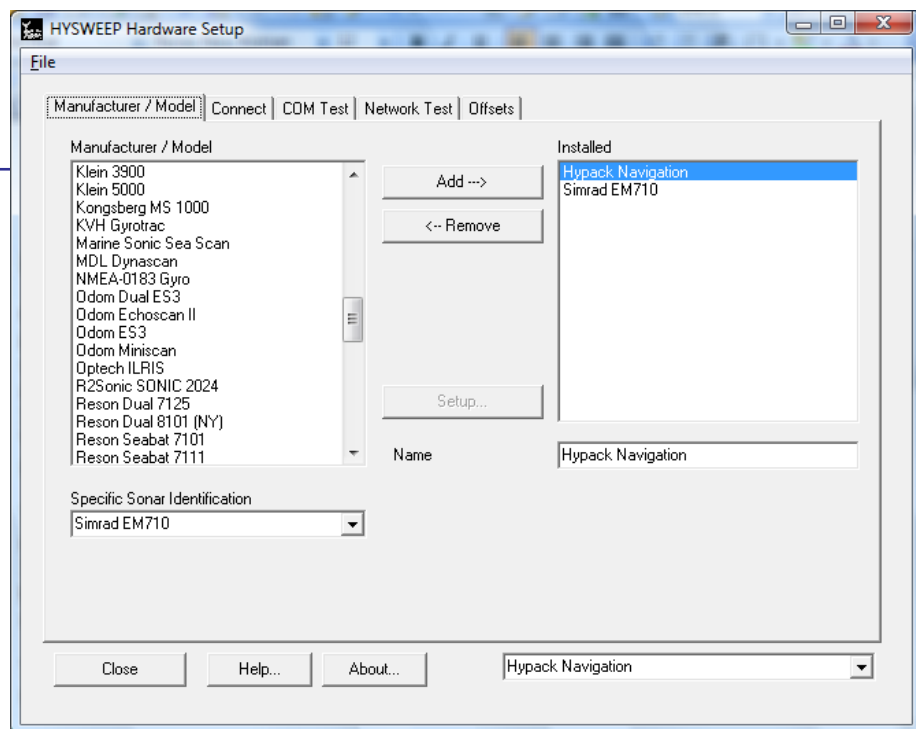 HYSWEEP Hardware Setup
File
Manufacturer / Model Connect COM Test Network Test Offsets
Manufacturer / Model
Klein 3900
Klein 5000
Kongsberg MS 1000
KVH Gyrotrac
Marine Sonic Sea Scan
MDL Dynascan
NMEA-0183 Gyro
Odom Dual ES3
Odom Echoscan II
Odom ES3
Odom Miniscan
Optech ILRIS
R2Sonic SONIC 2024
Reson Dual 7125
Reson Dual 8101 (NY)
Reson Seabat 7101
Reson Seabat 7111
Add --->
<-- Remove
Setup...
Installed
Hypack Navigation
Simrad EM710
Name
Hypack Navigation
Specific Sonar Identification
Simrad EM710
Close
Help...
About...
Hypack Navigation